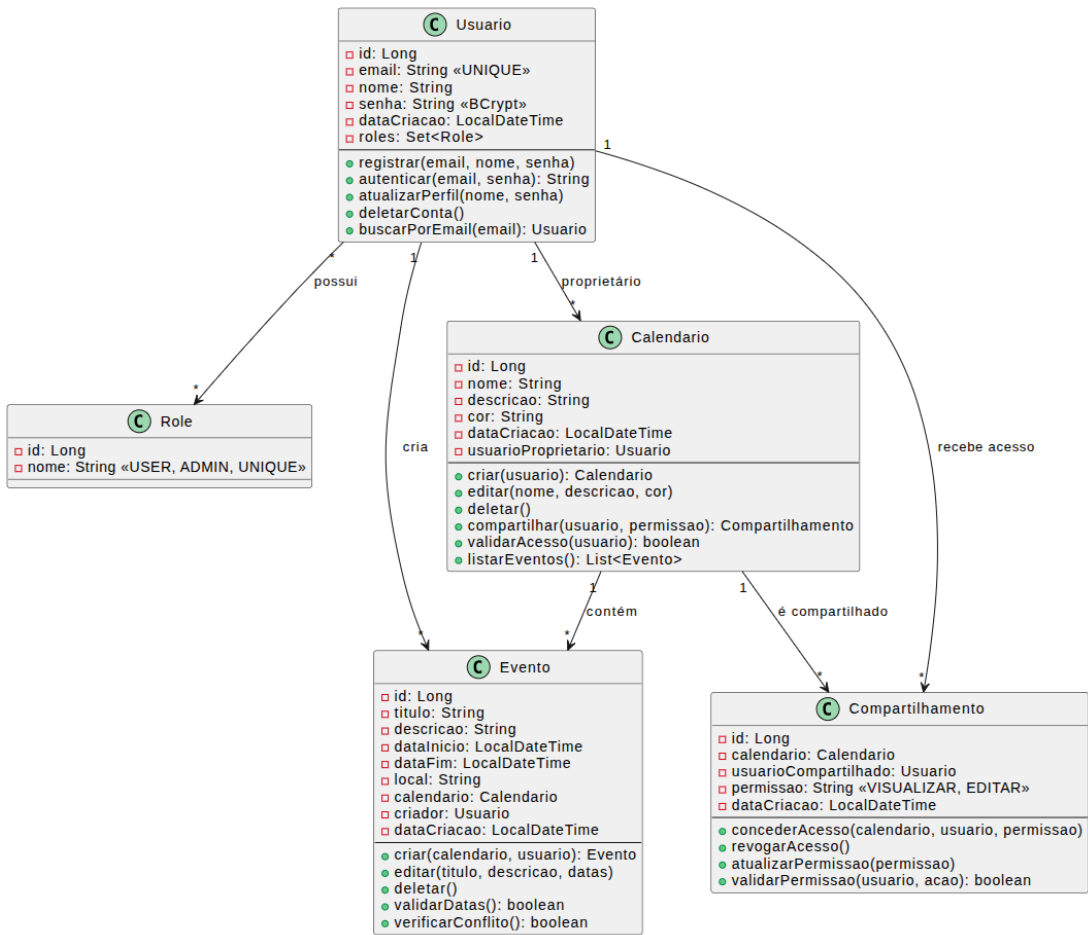 C Usuario
id: Long
email: String «UNIQUE»
nome: String
senha: String «BCrypt»
dataCriacao: LocalDateTime
roles: Set<Role>
registrar(email, nome, senha)
autenticar(email, senha): String
atualizarPerfil(nome, senha)
deletarConta()
buscarPorEmail(email): Usuario
1
* 1 1
possui
proprietário
*
C Calendario
id: Long
nome: String
descricao: String
cor: String
dataCriacao: LocalDateTime
usuarioProprietario: Usuario
criar(usuario): Calendario
editar(nome, descricao, cor)
deletar()
compartilhar(usuario, permissao): Compartilhamento
validarAcesso(usuario): boolean
listarEventos(): List<Evento>
*
C Role
id: Long
nome: String «USER, ADMIN, UNIQUE»
cria
recebe acesso
1 1
contém
é compartilhado
* *
* *
C Evento
id: Long
titulo: String
descricao: String
dataInicio: LocalDateTime
dataFim: LocalDateTime
local: String
calendario: Calendario
criador: Usuario
dataCriacao: LocalDateTime
criar(calendario, usuario): Evento
editar(titulo, descricao, datas)
deletar()
validarDatas(): boolean
verificarConflito(): boolean
C Compartilhamento
id: Long
calendario: Calendario
usuarioCompartilhado: Usuario
permissao: String «VISUALIZAR, EDITAR»
dataCriacao: LocalDateTime
concederAcesso(calendario, usuario, permissao)
revogarAcesso()
atualizarPermissao(permissao)
validarPermissao(usuario, acao): boolean